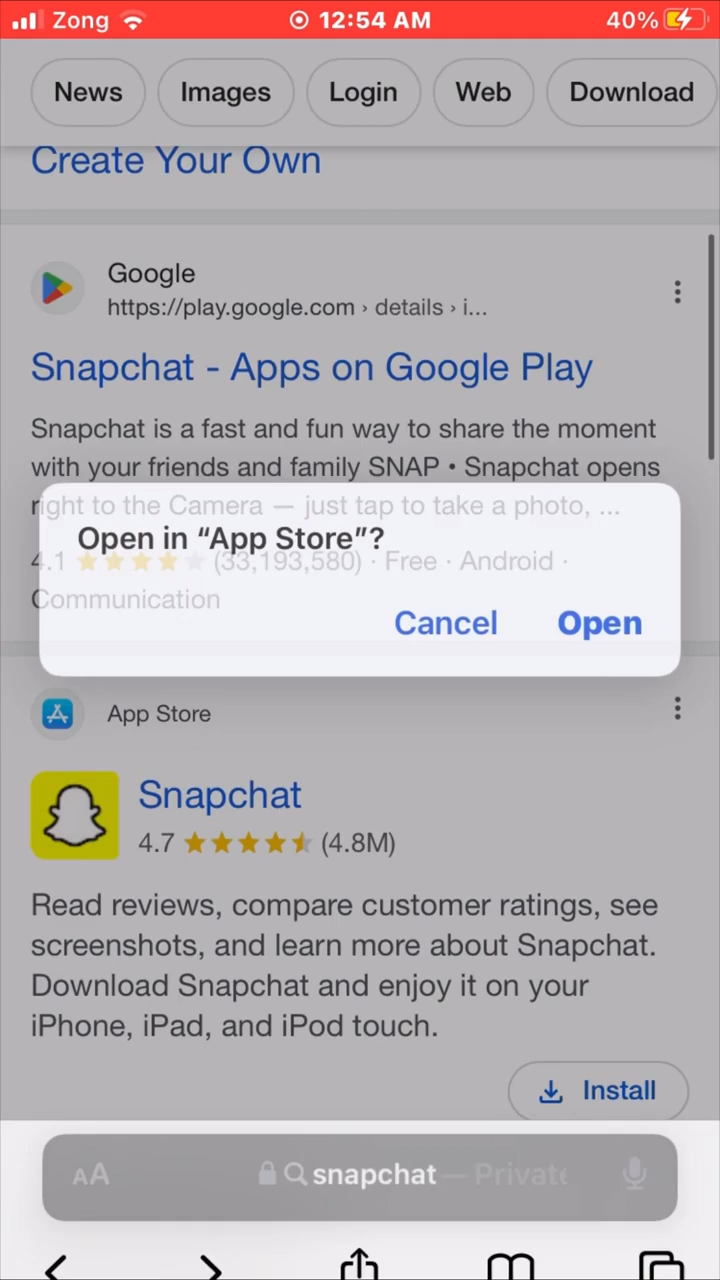 Zong 12:54 AM 40%
News Images Login Web Download
Create Your Own
Google
https://play.google.com › details › i...
Snapchat - Apps on Google Play
Snapchat is a fast and fun way to share the moment
with your friends and family SNAP • Snapchat opens
right to the Camera — just tap to take a photo, ...
Open in “App Store”?
4.1 (33,193,580) · Free · Android ·
Communication
Cancel Open
App Store
Snapchat
4.7 (4.8M)
Read reviews, compare customer ratings, see
screenshots, and learn more about Snapchat.
Download Snapchat and enjoy it on your
iPhone, iPad, and iPod touch.
Install
AA snapchat — Private